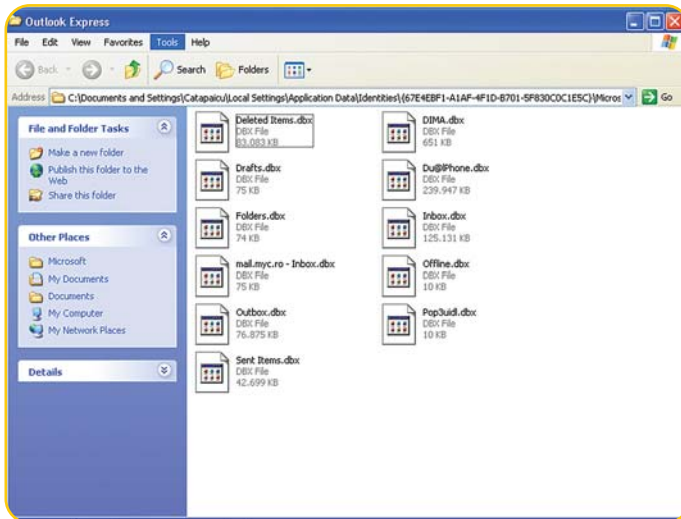 Outlook Express
File Edit View Favorites Tools Help
Back Search Folders
Address C:\Documents and Settings\Catapaicu\Local Settings\Application Data\Identities\{67E4EBF1-A1AF-4F1D-B701-5F830C0C1E5C}\Micros Go
File and Folder Tasks
Make a new folder
Publish this folder to the
Web
Share this folder
Other Places
Microsoft
My Documents
Documents
My Computer
My Network Places
Details
Deleted Items.dbx
DBX File
83.083 KB
DIMA.dbx
DBX File
651 KB
Drafts.dbx
DBX File
75 KB
Du@lPhone.dbx
DBX File
239.947 KB
Folders.dbx
DBX File
74 KB
Inbox.dbx
DBX File
125.131 KB
mail.myc.ro - Inbox.dbx
DBX File
75 KB
Offline.dbx
DBX File
10 KB
Outbox.dbx
DBX File
76.875 KB
Pop3uidl.dbx
DBX File
10 KB
Sent Items.dbx
DBX File
42.699 KB